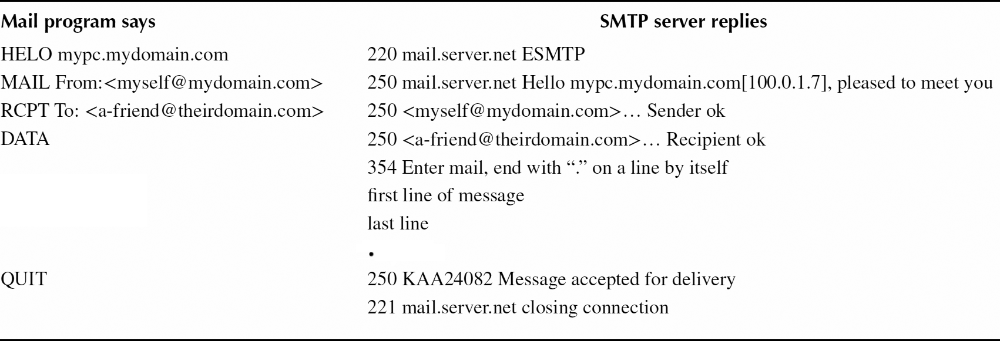 Mail program says SMTP server replies
HELO mypc.mydomain.com 220 mail.server.net ESMTP
MAIL From:<myself@mydomain.com> 250 mail.server.net Hello mypc.mydomain.com[100.0.1.7], pleased to meet you
RCPT To: <a-friend@theirdomain.com> 250 <myself@mydomain.com>… Sender ok
DATA 250 <a-friend@theirdomain.com>… Recipient ok
354 Enter mail, end with “.” on a line by itself
first line of message
last line
.
QUIT 250 KAA24082 Message accepted for delivery
221 mail.server.net closing connection